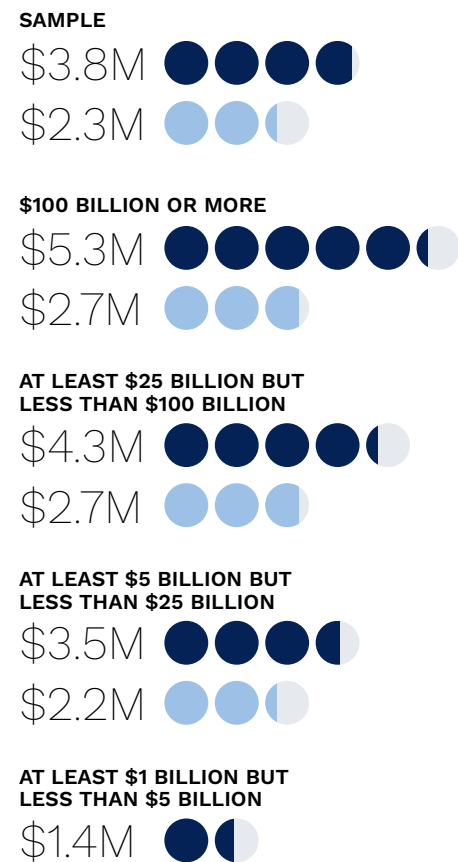 SAMPLE
$3.8M
$2.3M
$100 BILLION OR MORE
$5.3M
$2.7M
AT LEAST $25 BILLION BUT
LESS THAN $100 BILLION
$4.3M
$2.7M
AT LEAST $5 BILLION BUT
LESS THAN $25 BILLION
$3.5M
$2.2M
AT LEAST $1 BILLION BUT
LESS THAN $5 BILLION
$1.4M